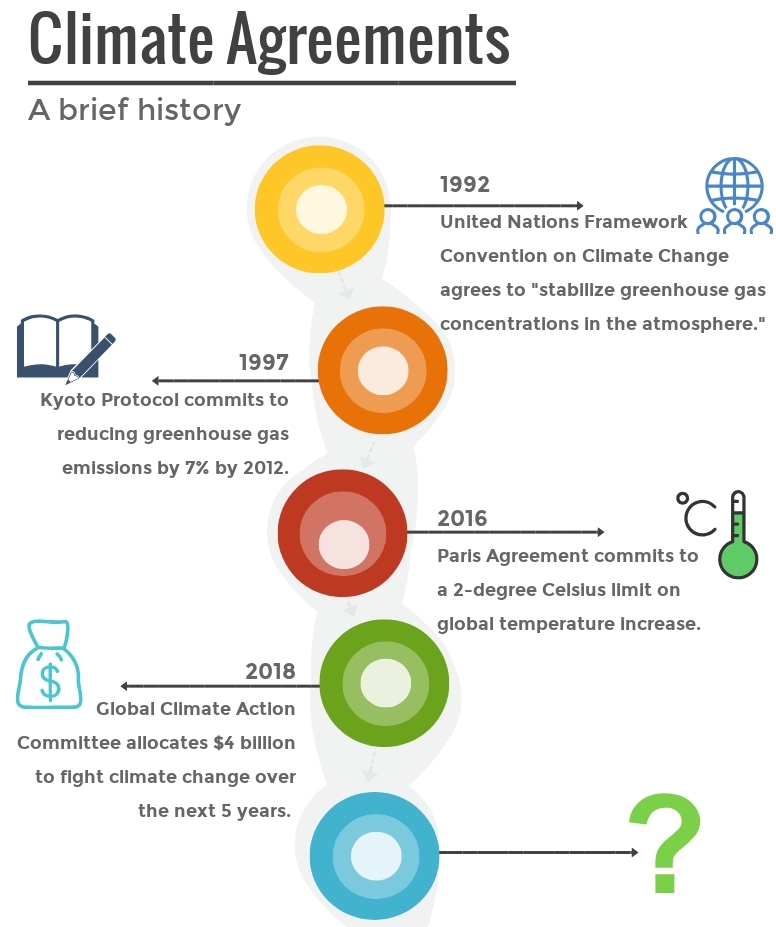 Climate Agreements
A brief history
1992
United Nations Framework
Convention on Climate Change
agrees to "stabilize greenhouse gas
concentrations in the atmosphere."
1997
Kyoto Protocol commits to
reducing greenhouse gas
emissions by 7% by 2012.
2016
Paris Agreement commits to
a 2-degree Celsius limit on
global temperature increase.
°C
2018
$
Global Climate Action
Committee allocates $4 billion
to fight climate change over
the next 5 years.
?